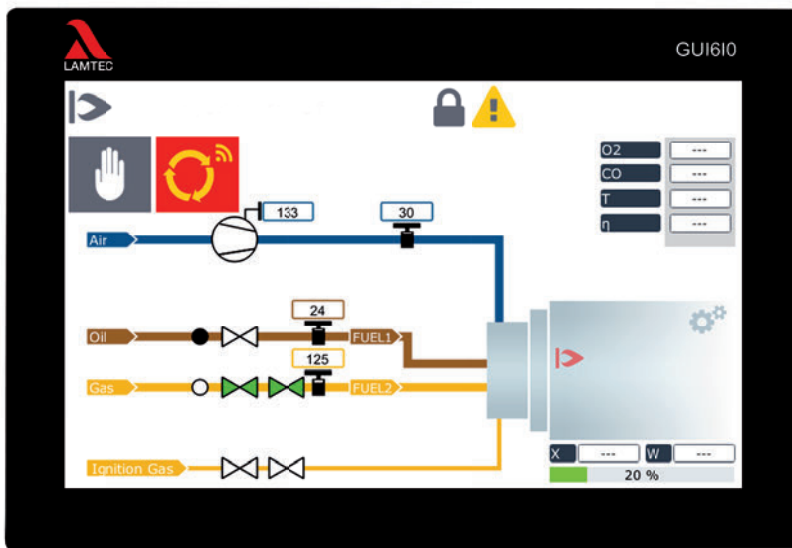 LAMTEC
GUI6I0
O2 ---
CO ---
T ---
η ---
133
30
Air
24
Oil
FUEL1
125
Gas
FUEL2
Ignition Gas
X --- W ---
20 %